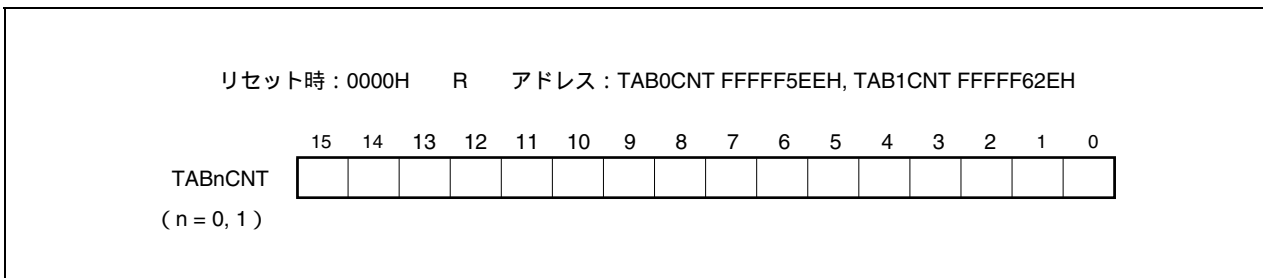 リセット時：0000H R アドレス：TAB0CNT FFFFF5EEH, TAB1CNT FFFFF62EH
15 14 13 12 11 10 9 8 7 6 5 4 3 2 1 0
TABnCNT
（n = 0, 1）